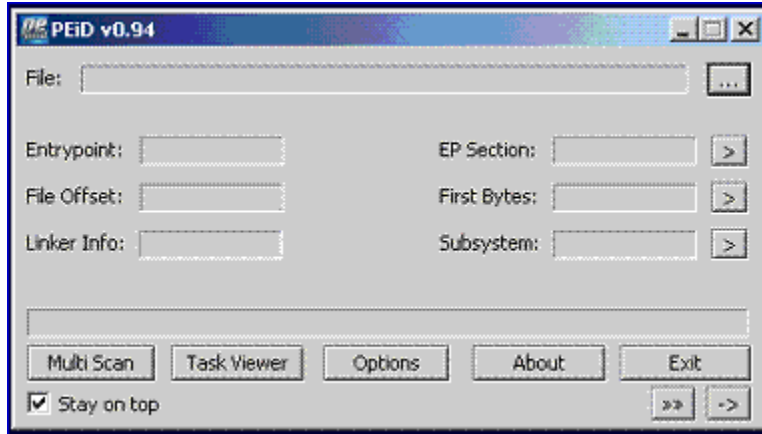 PEiD v0.94
File: ...
Entrypoint: EP Section: >
File Offset: First Bytes: >
Linker Info: Subsystem: >
Multi Scan Task Viewer Options About Exit
Stay on top >> ->